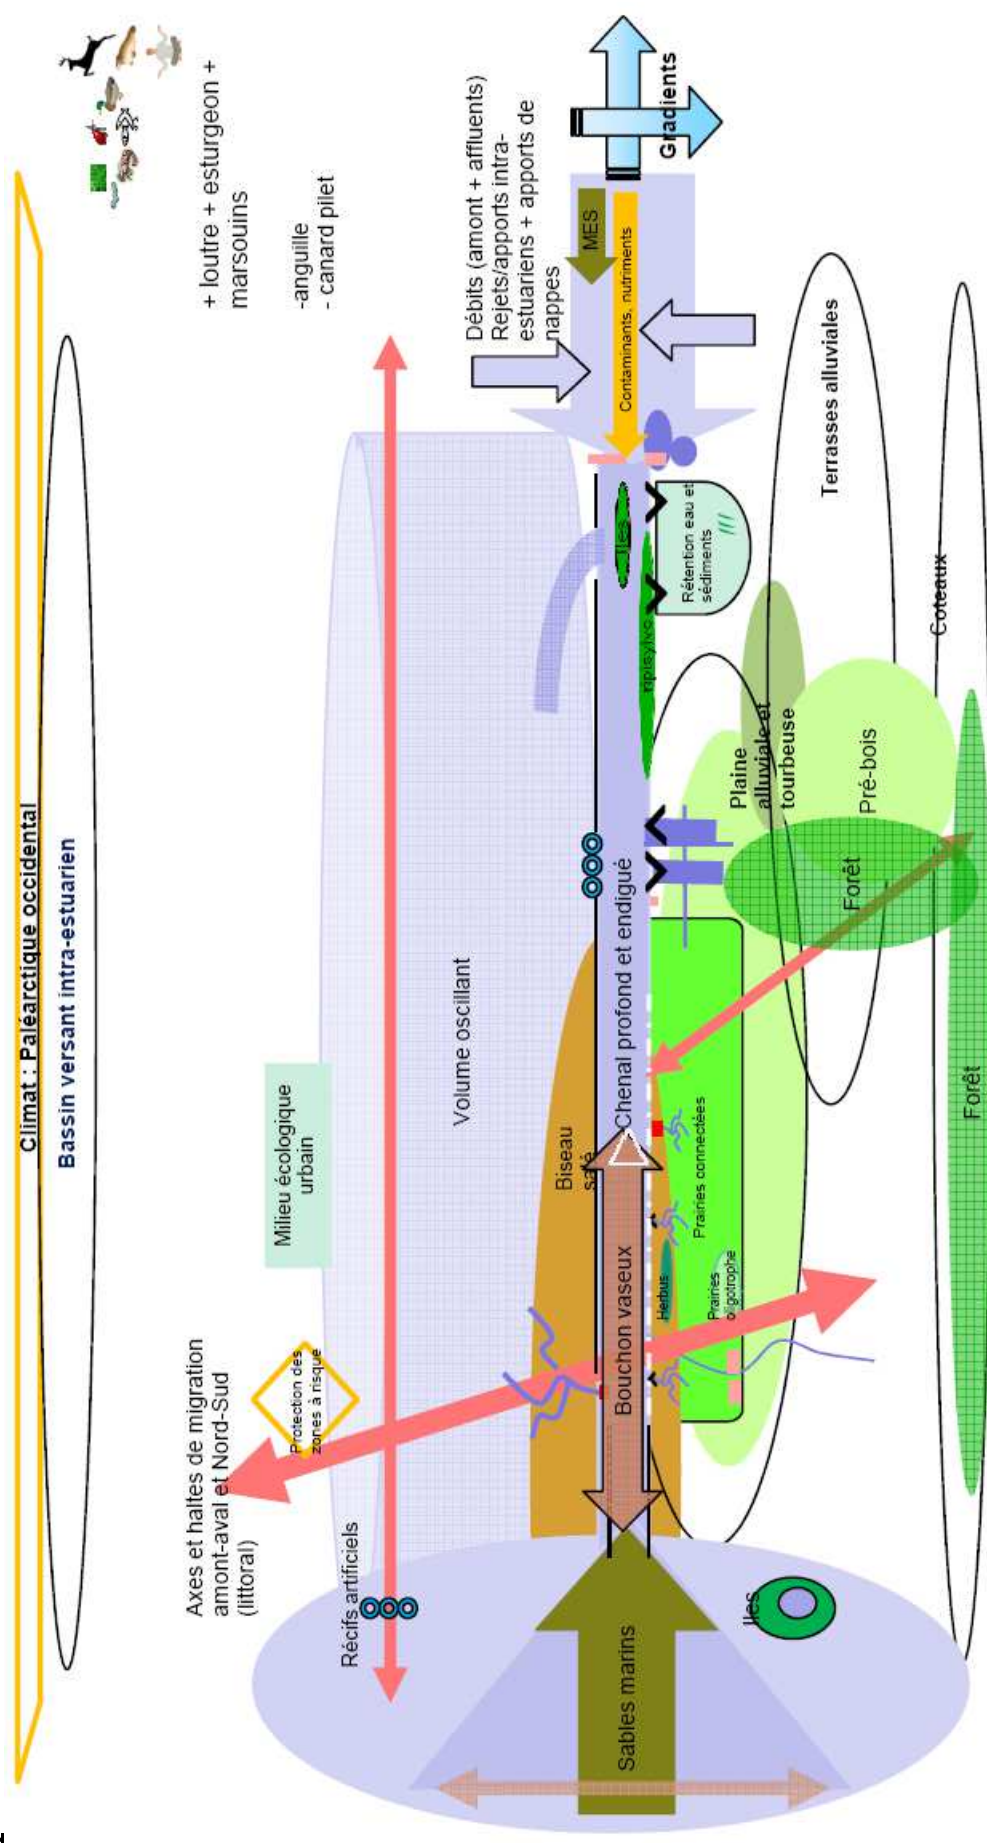 Climat : Paléarctique occidental
Bassin versant intra-estuarien
+ loutre + esturgeon +
marsouins
-anguille
- canard pilet
Axes et haltes de migration
amont-aval et Nord-Sud
(littoral)
Protection des
zones à risque
Milieu écologique
urbain
Récifs artificiels
Volume oscillant
Débits (amont + affluents)
Rejets/apports intra-
estuariens + apports de
nappes
MES
Contaminants, nutriments
Gradients
Biseau
salé
Sables marins
Bouchon vaseux
Chenal profond et endigué
Iles
ripisylve
Rétention eau et
sédiments
Herbus
Prairies connectées
Prairies
oligotrophe
Iles
Plaine
alluviale et
tourbeuse
Terrasses alluviales
Pré-bois
Forêt
Coteaux
Forêt